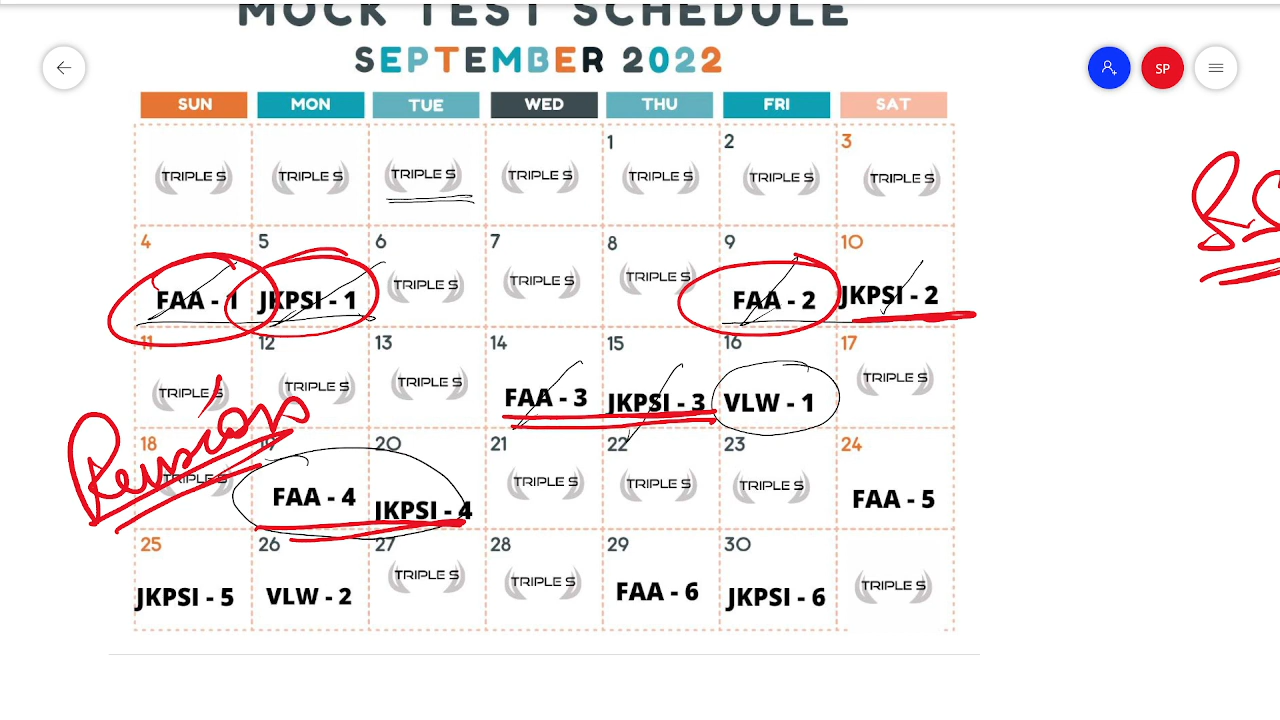 MOCK TEST SCHEDULE
SEPTEMBER 2022
SP
SUN MON TUE WED THU FRI SAT
1 2 3
TRIPLE S TRIPLE S TRIPLE S TRIPLE S TRIPLE S TRIPLE S TRIPLE S
4 5 6 7 8 9 10
FAA - 1 JKPSI - 1 TRIPLE S TRIPLE S TRIPLE S FAA - 2 JKPSI - 2
11 12 13 14 15 16 17
TRIPLE S TRIPLE S TRIPLE S FAA - 3 JKPSI - 3 VLW - 1 TRIPLE S
Revision
18 19 20 21 22 23 24
TRIPLE S FAA - 4 JKPSI - 4 TRIPLE S TRIPLE S TRIPLE S FAA - 5
25 26 27 28 29 30
JKPSI - 5 VLW - 2 TRIPLE S TRIPLE S FAA - 6 JKPSI - 6 TRIPLE S